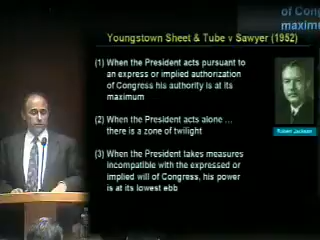 of Cong
maximu
Youngstown Sheet & Tube v Sawyer (1952)
(1) When the President acts pursuant to
an express or implied authorization
of Congress his authority is at its
maximum
(2) When the President acts alone ...
there is a zone of twilight
(3) When the President takes measures
incompatible with the expressed or
implied will of Congress, his power
is at its lowest ebb
Robert Jackson